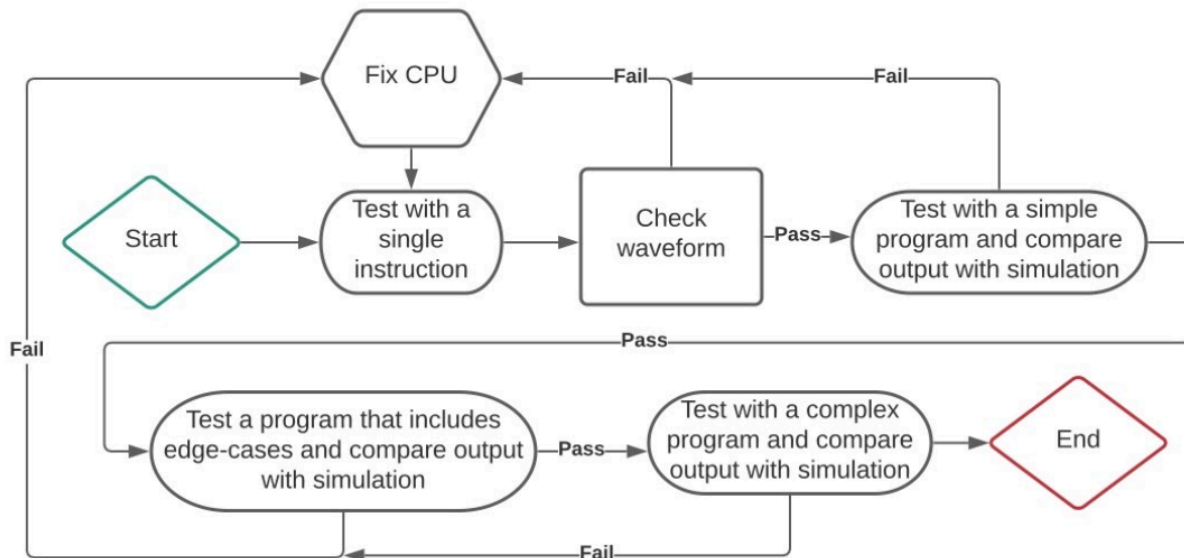 Fix CPU
Fail
Fail
Start
Test with a
single
instruction
Check
waveform
Pass
Test with a simple
program and compare
output with simulation
Fail
Pass
Test a program that includes
edge-cases and compare output
with simulation
Pass
Test with a complex
program and compare
output with simulation
End
Fail